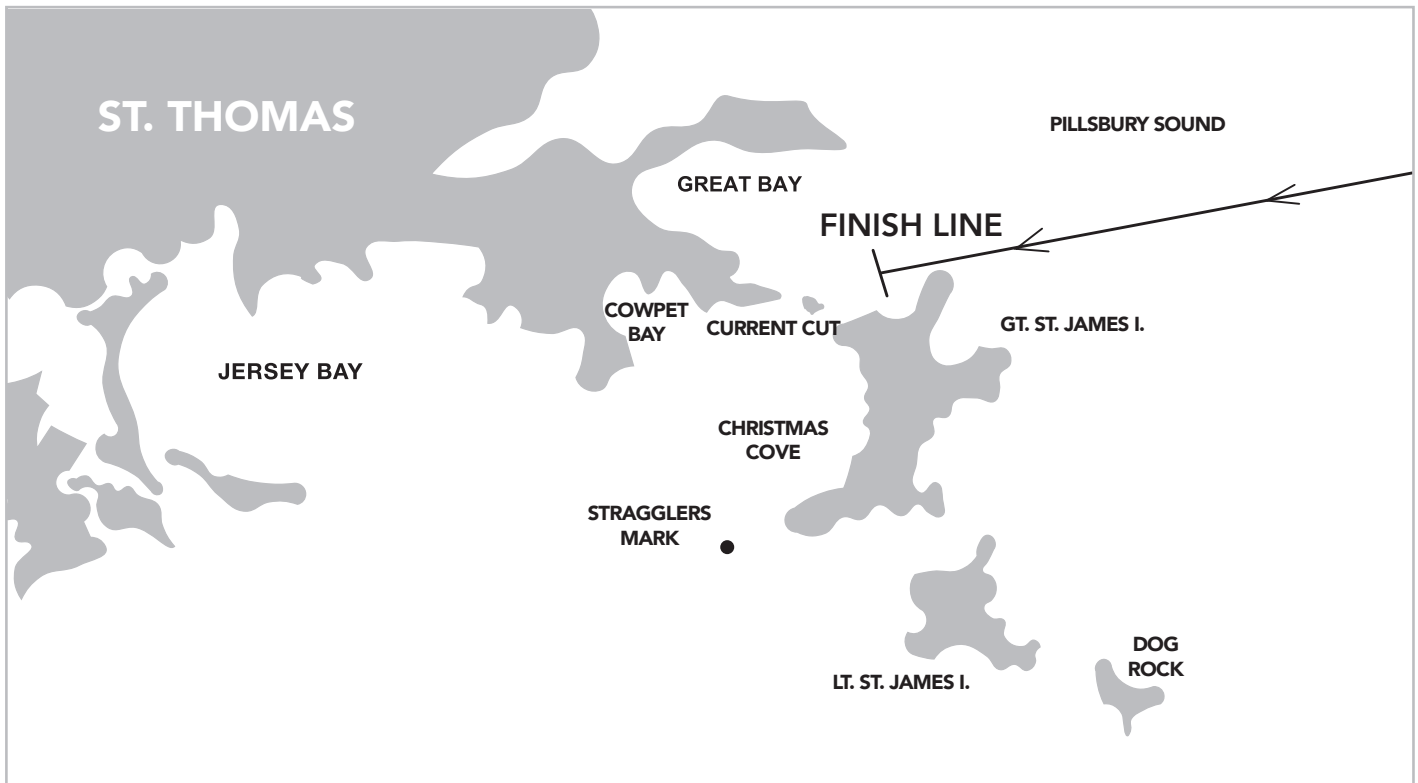 ST. THOMAS
PILLSBURY SOUND
GREAT BAY
FINISH LINE
COWPET
BAY
CURRENT CUT
GT. ST. JAMES I.
JERSEY BAY
CHRISTMAS
COVE
STRAGGLERS
MARK
DOG
ROCK
LT. ST. JAMES I.